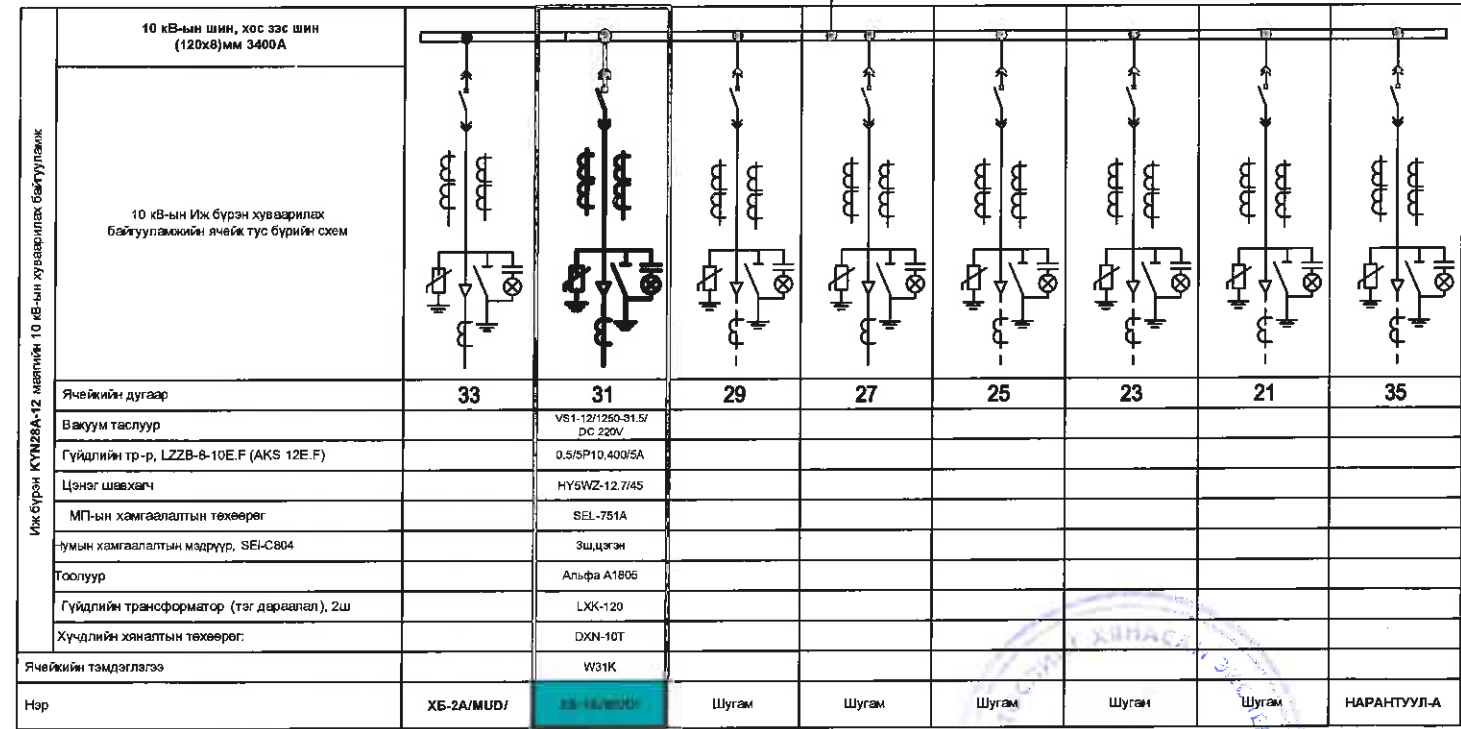 10 кВ-ын шин, хос зэс шин
(120x8)мм 3400А
Иж бүрэн KYN28A-12 маягийн 10 кВ-ын хуваарилах байгууламж
10 кВ-ын Иж бүрэн хуваарилах
байгууламжийн ячейк тус бүрийн схем
Ячейкийн дугаар 33 31 29 27 25 23 21 35
Вакуум таслуур VS1-12/1250-31.5/
DC 220V
Гүйдлийн тр-р, LZZB-6-10E.F (AKS 12E.F) 0.5/5P10,400/5A
Цэнэг шавхагч HY5WZ-12.7/45
МП-ын хамгаалалтын төхөөрөг SEL-751A
Нумын хамгаалалтын мэдрүүр, SEI-C804 3ш,цэгэн
Тоолуур Альфа А1805
Гүйдлийн трансформатор (тэг дараалал), 2ш LXK-120
Хүчдлийн хяналтын төхөөрөг: DXN-10T
Ячейкийн тэмдэглэгээ W31K
Нэр ХБ-2А/MUD/ Шугам Шугам Шугам Шугам Шугам НАРАНТУУЛ-А
ХЯНАСАН